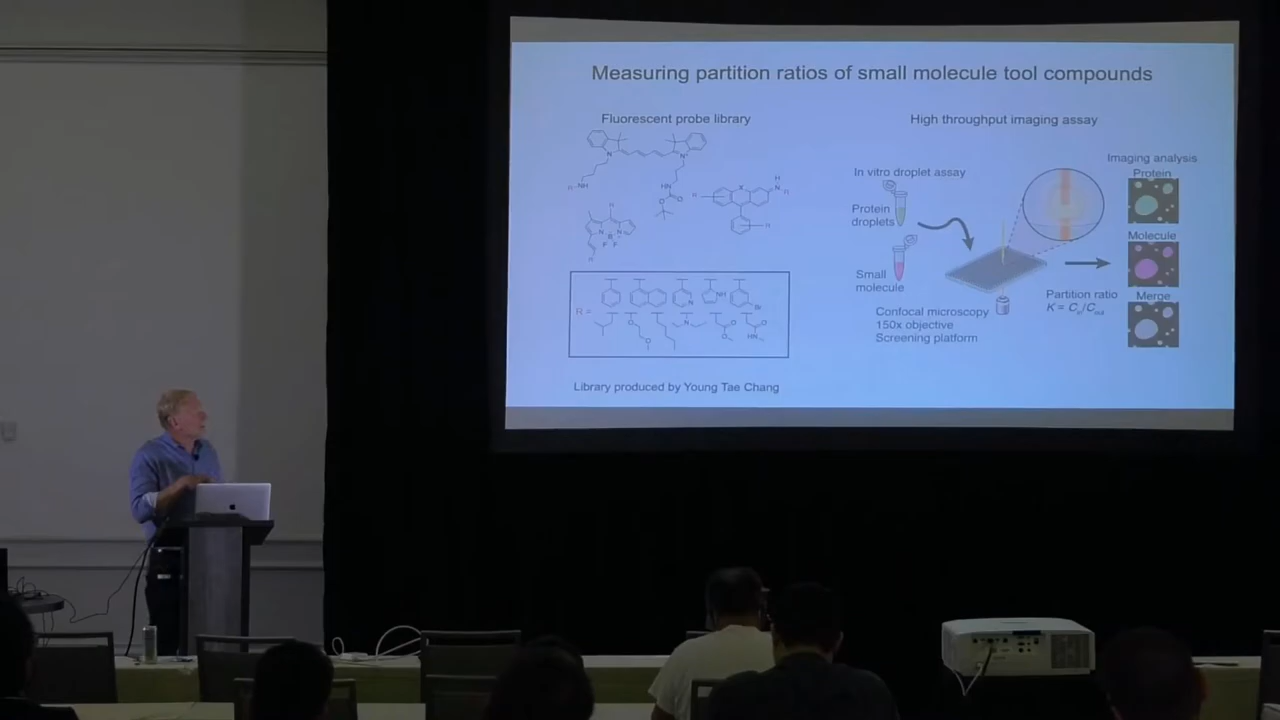 Measuring partition ratios of small molecule tool compounds
Fluorescent probe library
R =
Library produced by Young Tae Chang
High throughput imaging assay
In vitro droplet assay
Protein
droplets
Small
molecule
Confocal microscopy
150x objective
Screening platform
Partition ratio
K = Cc/Cout
Imaging analysis
Protein
Molecule
Merge